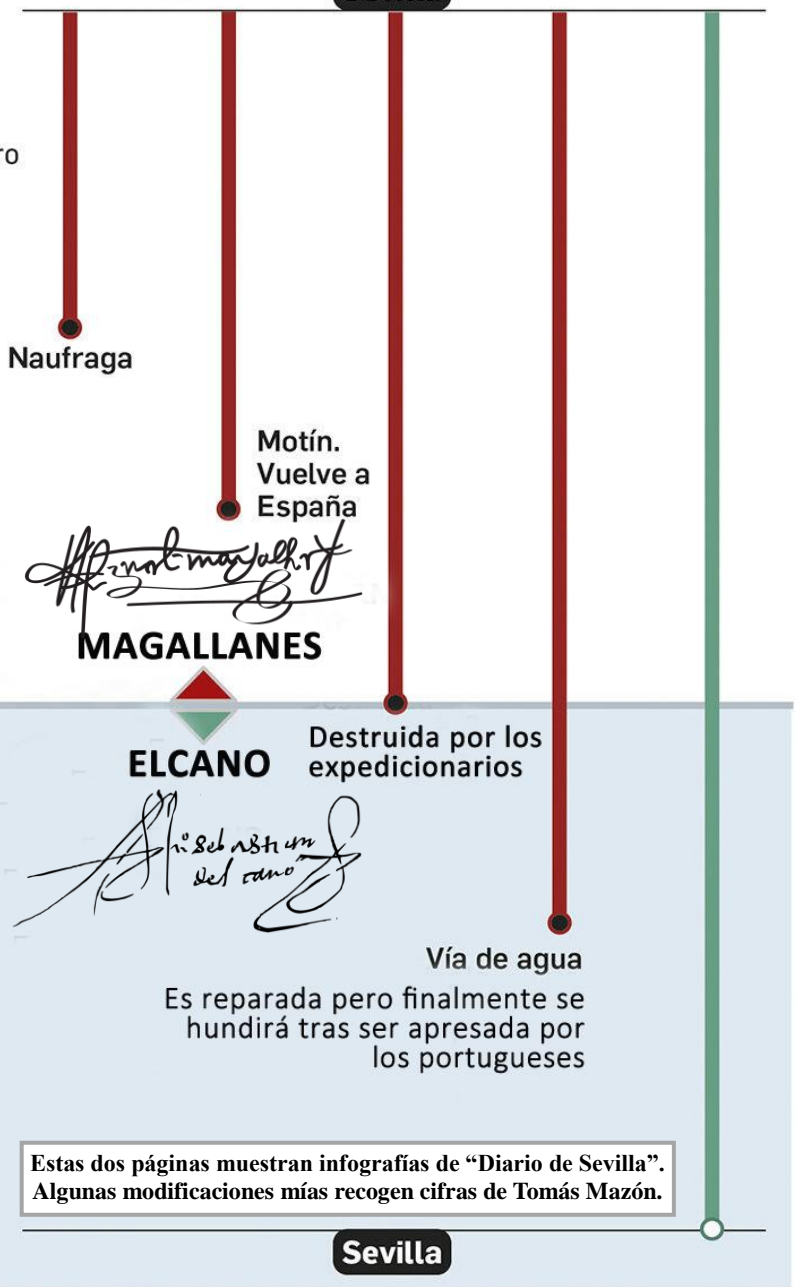 ro
Naufraga
Motín.
Vuelve a
España
MAGALLANES
ELCANO
Destruida por los
expedicionarios
Vía de agua
Es reparada pero finalmente se
hundirá tras ser apresada por
los portugueses
Estas dos páginas muestran infografías de “Diario de Sevilla”.
Algunas modificaciones mías recogen cifras de Tomás Mazón.
Sevilla